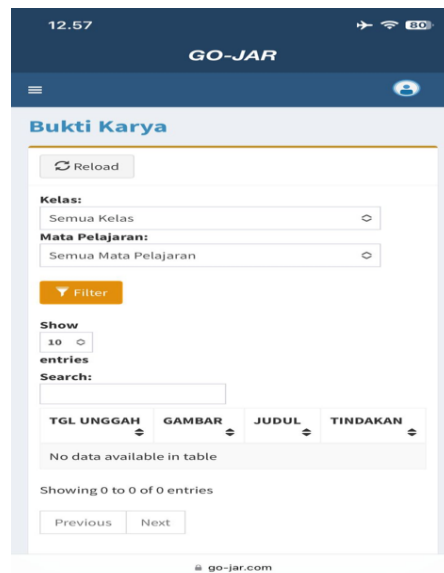 12.57 80
GO-JAR
Bukti Karya
Reload
Kelas:
Semua Kelas
Mata Pelajaran:
Semua Mata Pelajaran
Filter
Show
10
entries
Search:
TGL UNGGAH GAMBAR JUDUL TINDAKAN
No data available in table
Showing 0 to 0 of 0 entries
Previous Next
go-jar.com